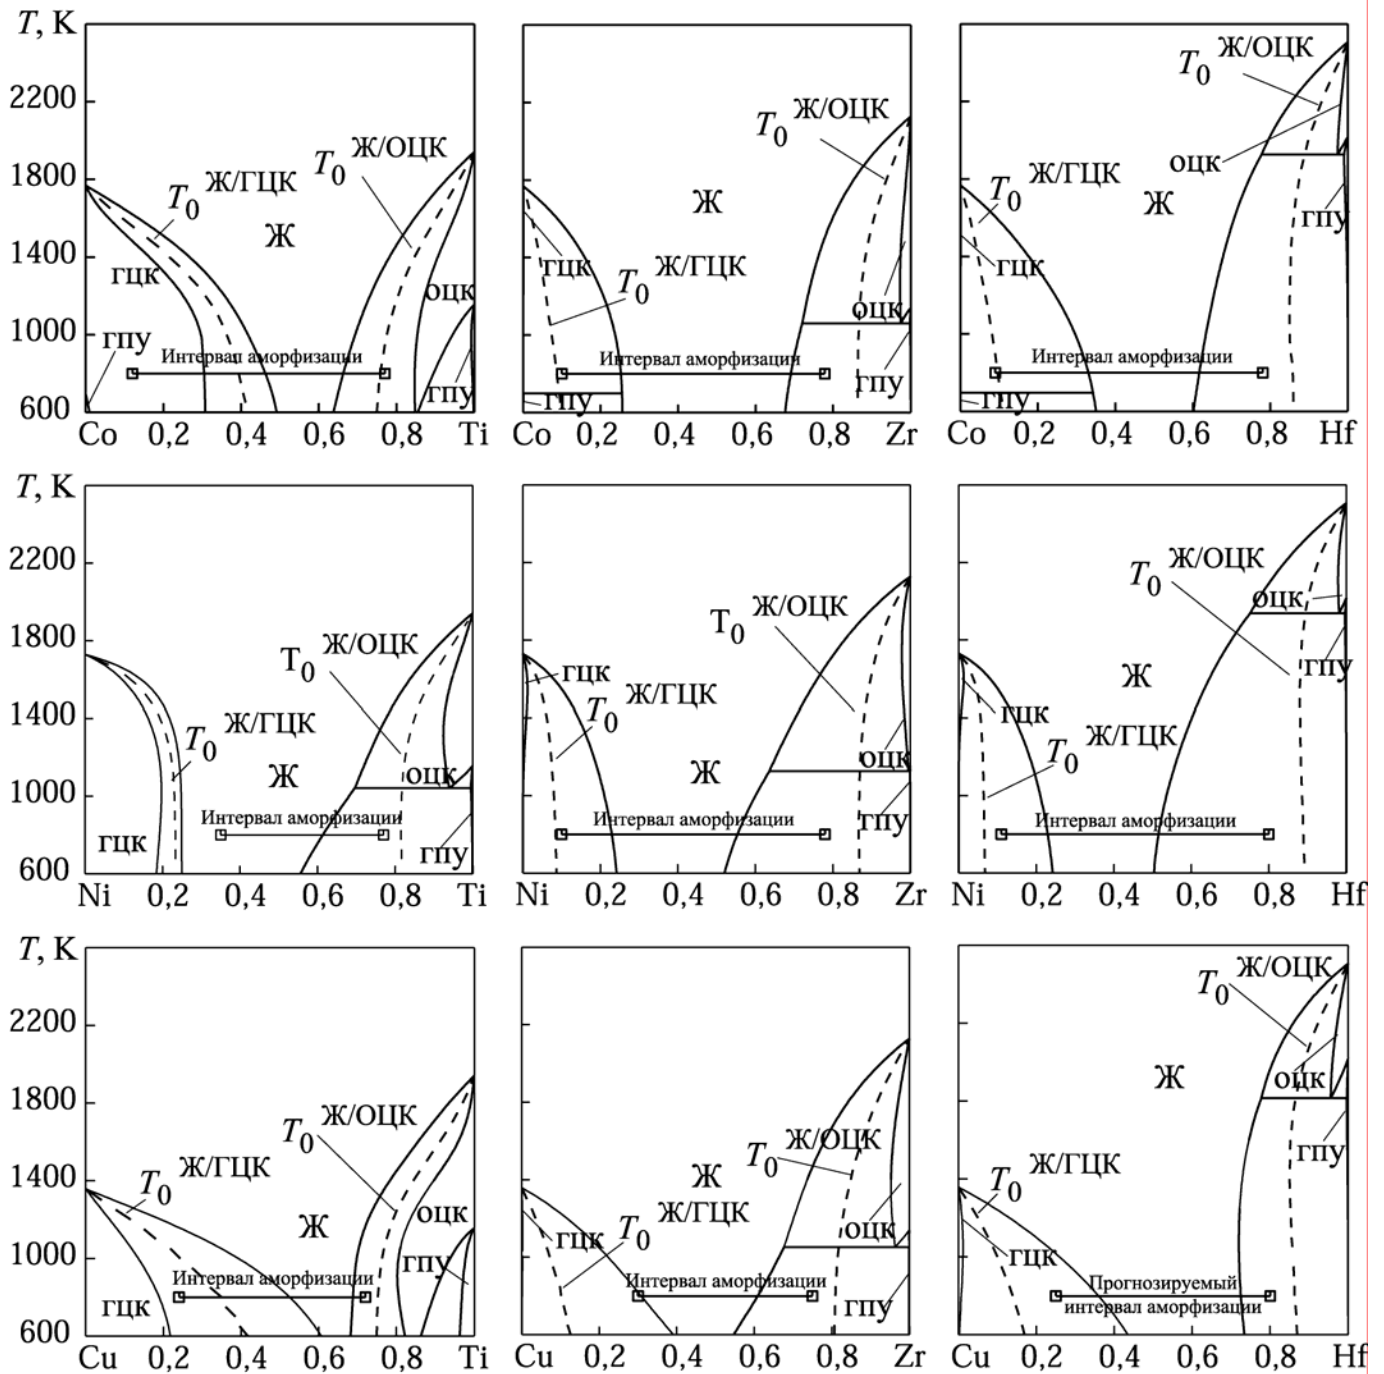 T, K
2200
1800
1400
1000
600
T₀ Ж/ГЦК
T₀ Ж/ОЦК
Ж
гцк
оцк
гпу
гпу
Интервал аморфизации
Co 0,2 0,4 0,6 0,8 Ti
T₀ Ж/ОЦК
Ж
гцк
T₀ Ж/ГЦК
оцк
Интервал аморфизации
гпу
гпу
Co 0,2 0,4 0,6 0,8 Zr
T₀ Ж/ОЦК
оцк
T₀ Ж/ГЦК
Ж
гпу
гцк
Интервал аморфизации
гпу
Co 0,2 0,4 0,6 0,8 Hf
T, K
2200
1800
1400
1000
600
T₀ Ж/ОЦК
T₀ Ж/ГЦК
Ж
оцк
Интервал аморфизации
гцк
гпу
Ni 0,2 0,4 0,6 0,8 Ti
T₀ Ж/ОЦК
гцк
T₀ Ж/ГЦК
Ж
оцк
Интервал аморфизации
гпу
Ni 0,2 0,4 0,6 0,8 Zr
T₀ Ж/ОЦК
оцк
Ж
гпу
гцк
T₀ Ж/ГЦК
Интервал аморфизации
Ni 0,2 0,4 0,6 0,8 Hf
T, K
2200
1800
1400
1000
600
T₀ Ж/ОЦК
T₀ Ж/ГЦК
Ж
оцк
гпу
Интервал аморфизации
гцк
Cu 0,2 0,4 0,6 0,8 Ti
T₀ Ж/ОЦК
Ж
T₀ Ж/ГЦК
гцк
оцк
Интервал аморфизации
гпу
Cu 0,2 0,4 0,6 0,8 Zr
T₀ Ж/ОЦК
Ж
оцк
гпу
T₀ Ж/ГЦК
гцк
Прогнозируемый
интервал аморфизации
Cu 0,2 0,4 0,6 0,8 Hf